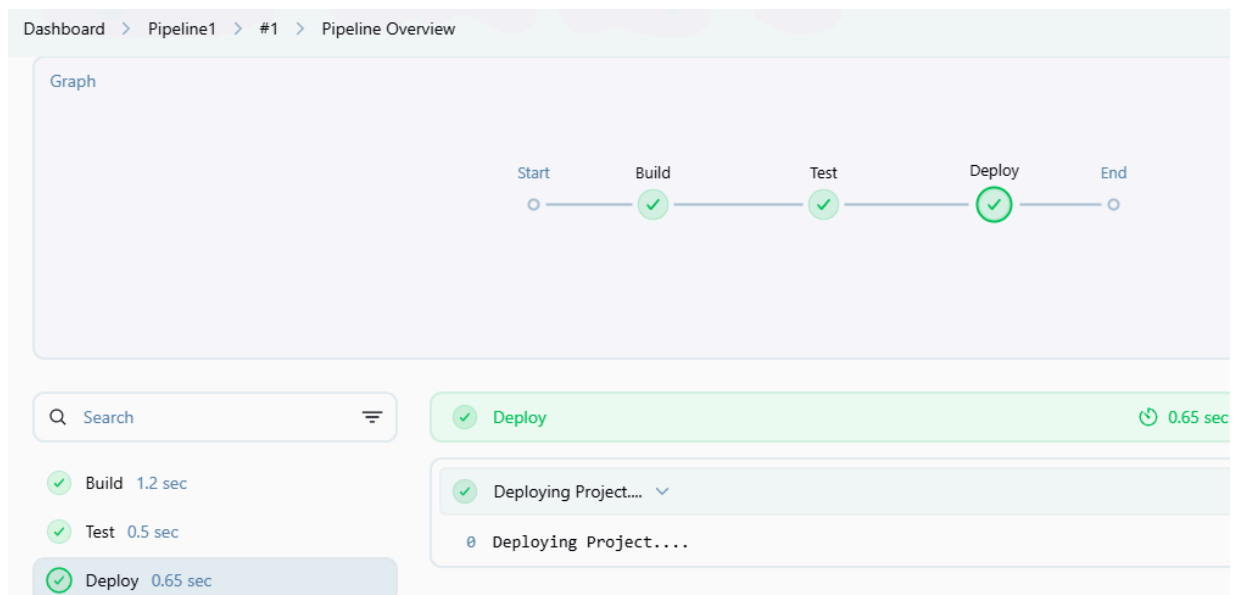 Dashboard > Pipeline1 > #1 > Pipeline Overview
Graph
Start Build Test Deploy End
Search
Deploy 0.65 sec
Build 1.2 sec
Deploying Project....
Test 0.5 sec
0 Deploying Project....
Deploy 0.65 sec